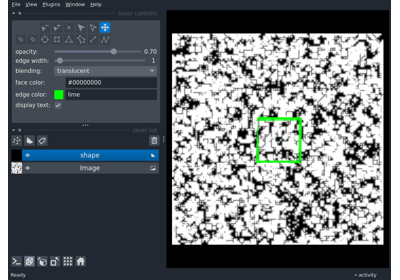 File View Plugins Window Help
layer controls
opacity: 0.70
edge width: 1
blending: translucent
face color: #00000000
edge color: lime
display text:
layer list
shape
Image
Ready
activity